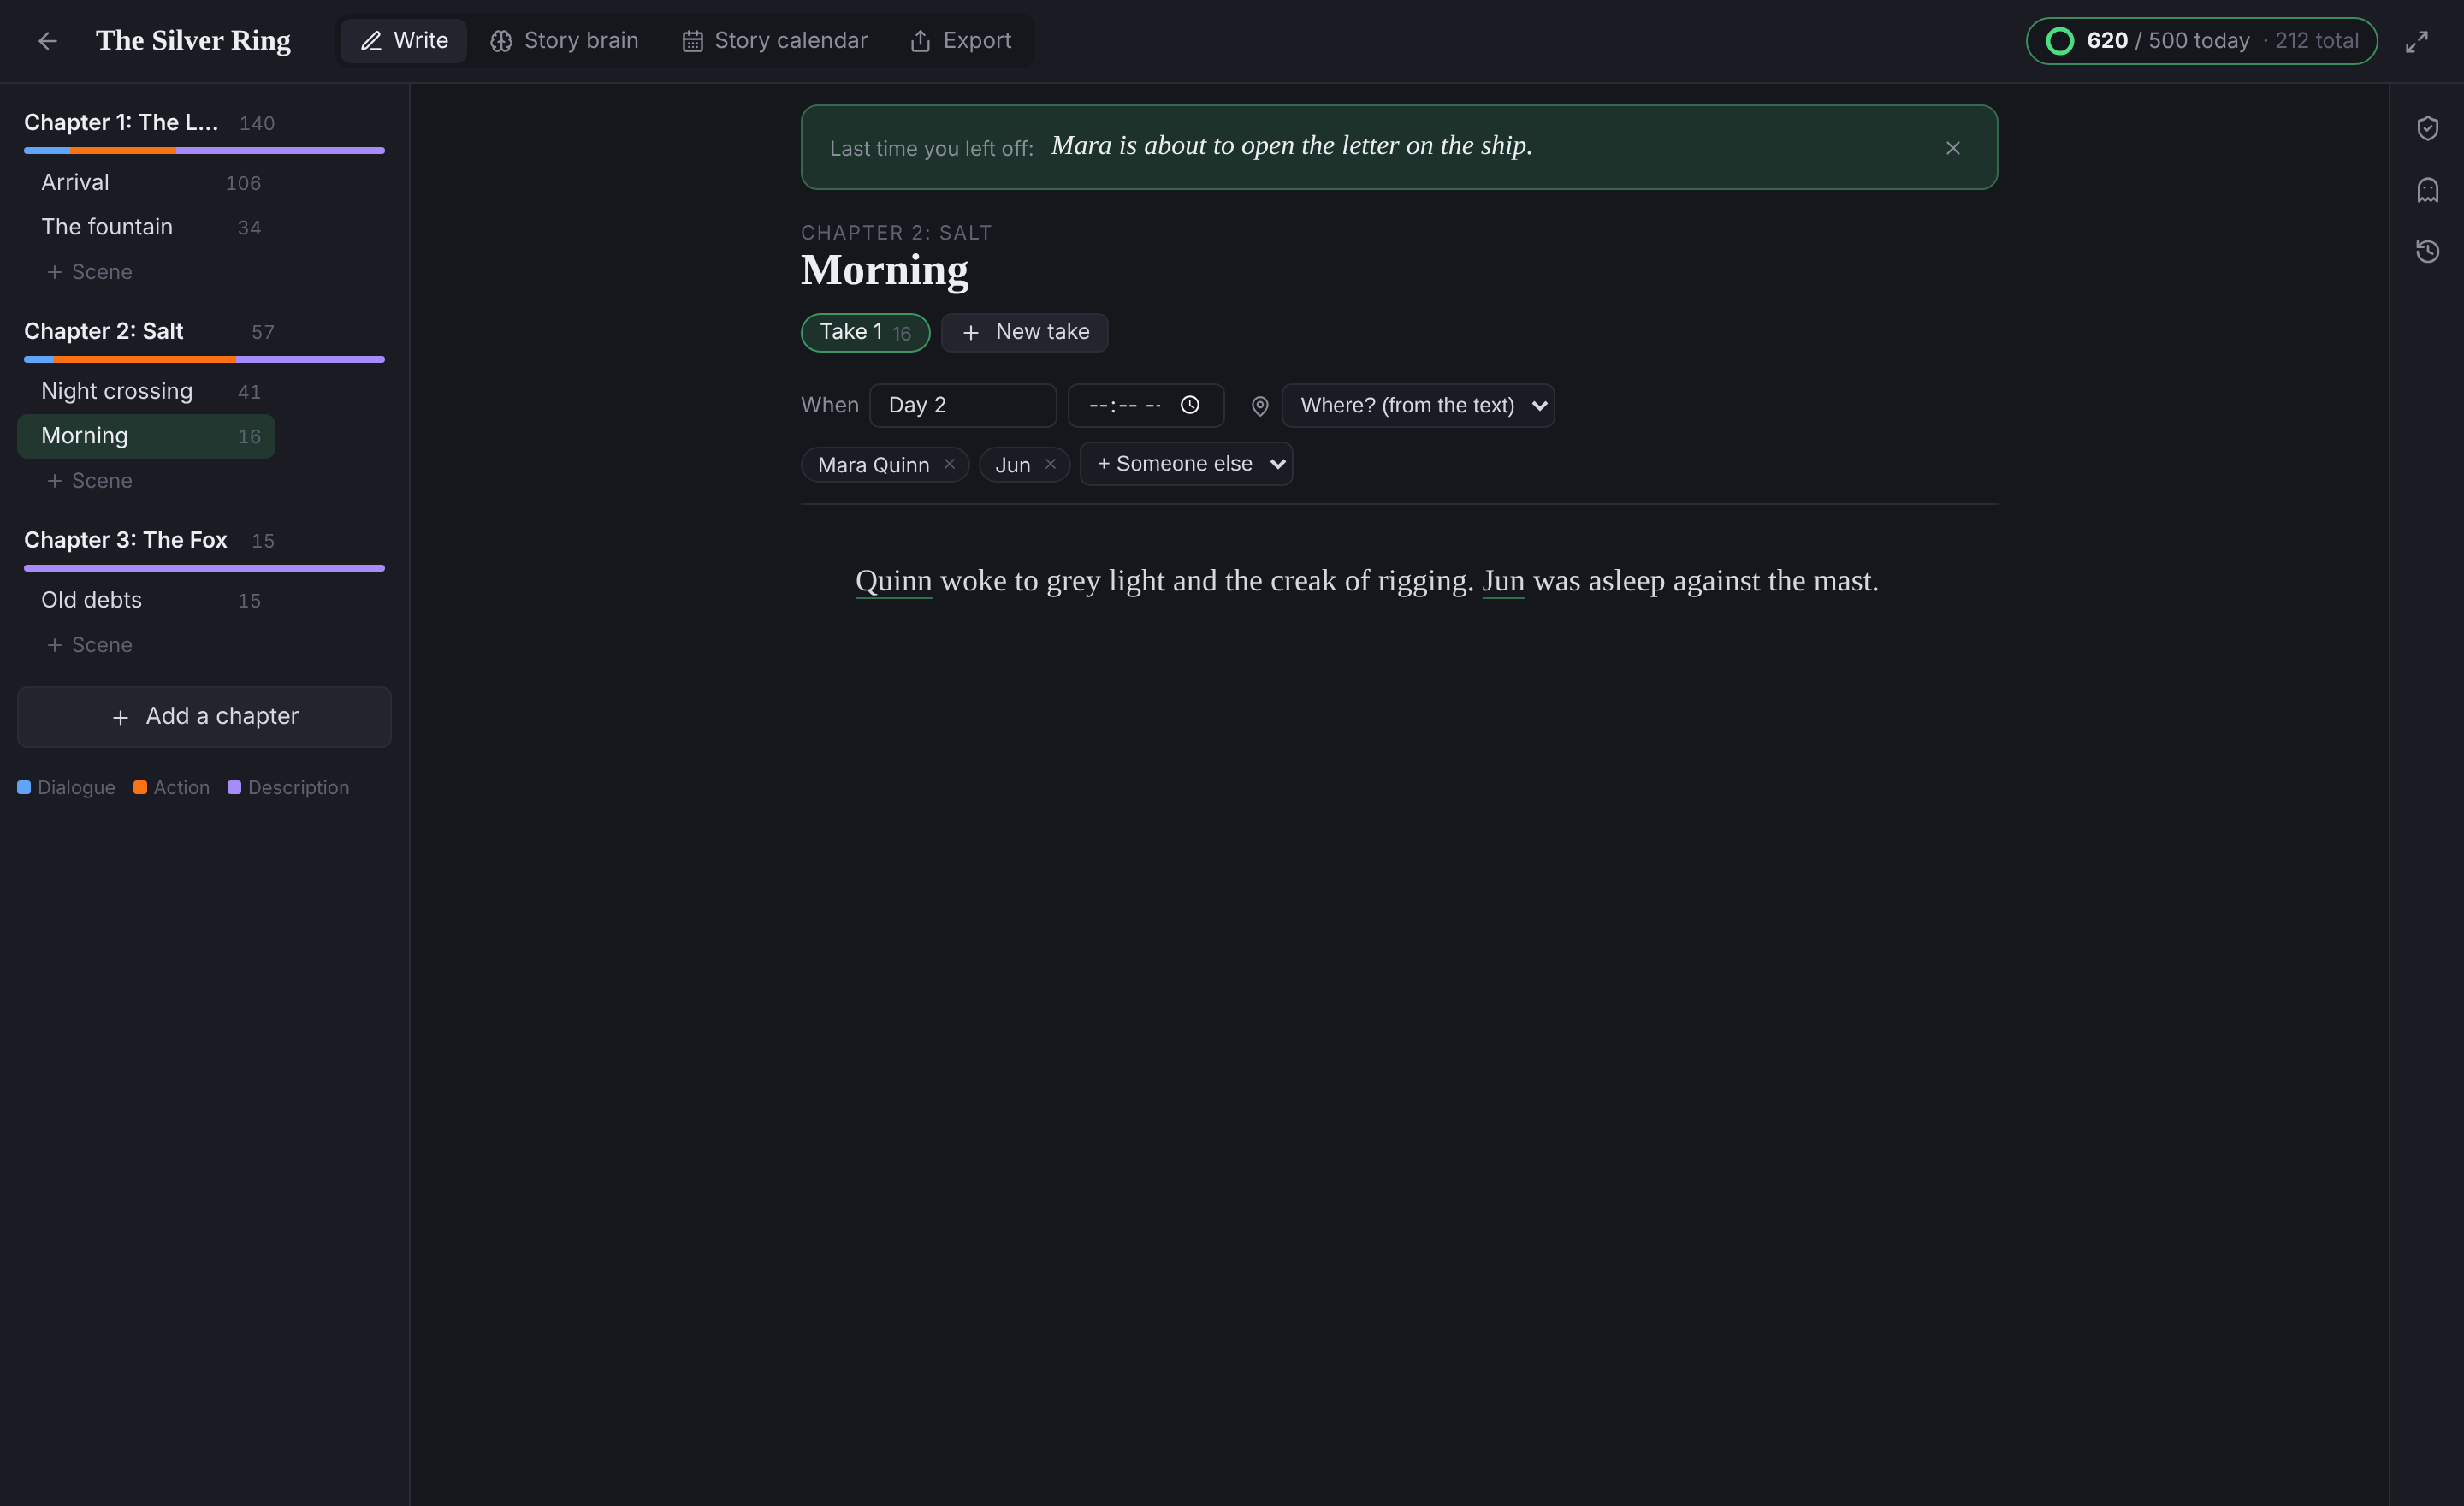 The Silver Ring
Write
Story brain
Story calendar
Export
620 / 500 today · 212 total
Chapter 1: The L... 140
Arrival 106
The fountain 34
+ Scene
Chapter 2: Salt 57
Night crossing 41
Morning 16
+ Scene
Chapter 3: The Fox 15
Old debts 15
+ Scene
+ Add a chapter
Dialogue Action Description
Last time you left off: Mara is about to open the letter on the ship.
CHAPTER 2: SALT
Morning
Take 1 16 + New take
When Day 2 --:-- -- Where? (from the text)
Mara Quinn × Jun × + Someone else
Quinn woke to grey light and the creak of rigging. Jun was asleep against the mast.